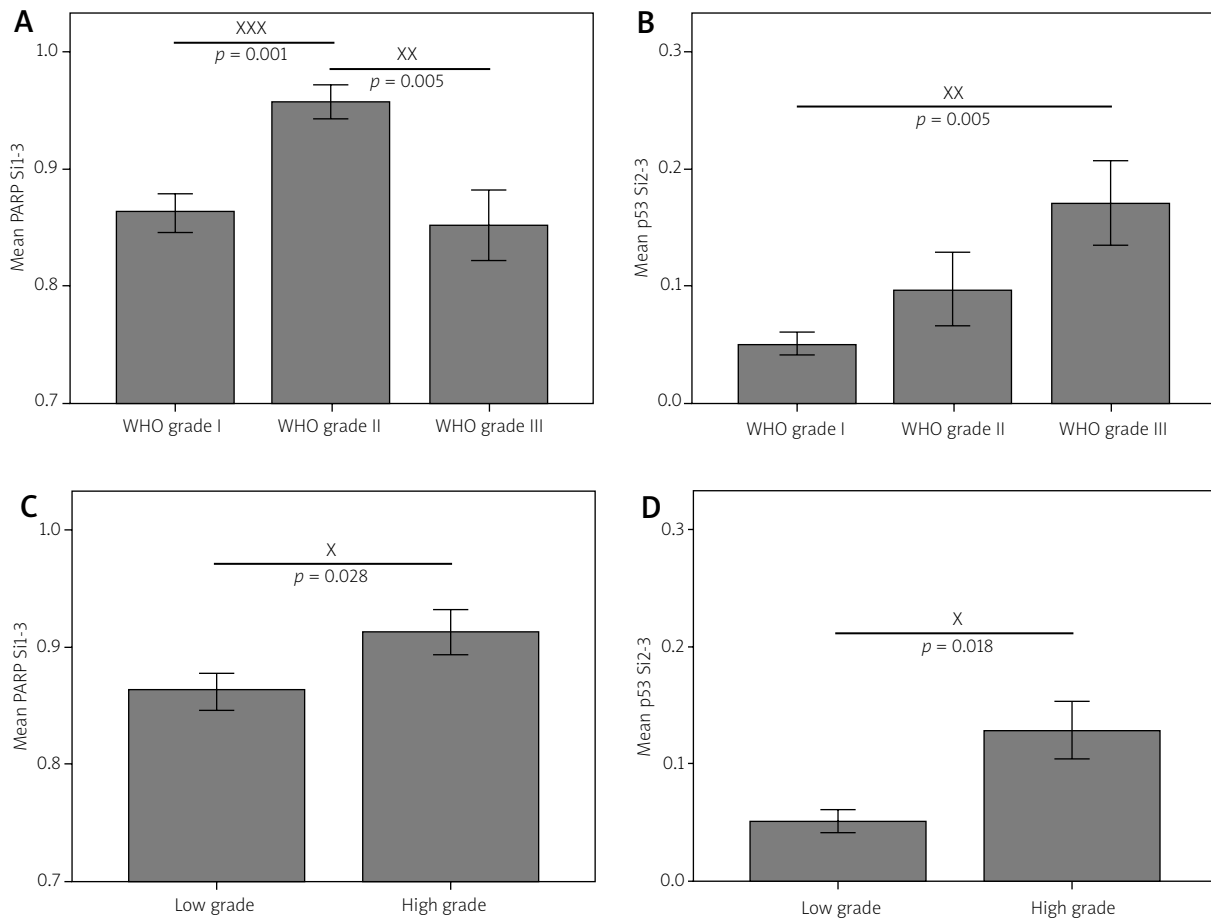 A
Mean PARP Si1-3
1.0
0.9
0.8
0.7
XXX
p = 0.001
XX
p = 0.005
WHO grade I
WHO grade II
WHO grade III
B
Mean p53 Si2-3
0.3
0.2
0.1
0.0
XX
p = 0.005
WHO grade I
WHO grade II
WHO grade III
C
Mean PARP Si1-3
1.0
0.9
0.8
0.7
X
p = 0.028
Low grade
High grade
D
Mean p53 Si2-3
0.3
0.2
0.1
0.0
X
p = 0.018
Low grade
High grade